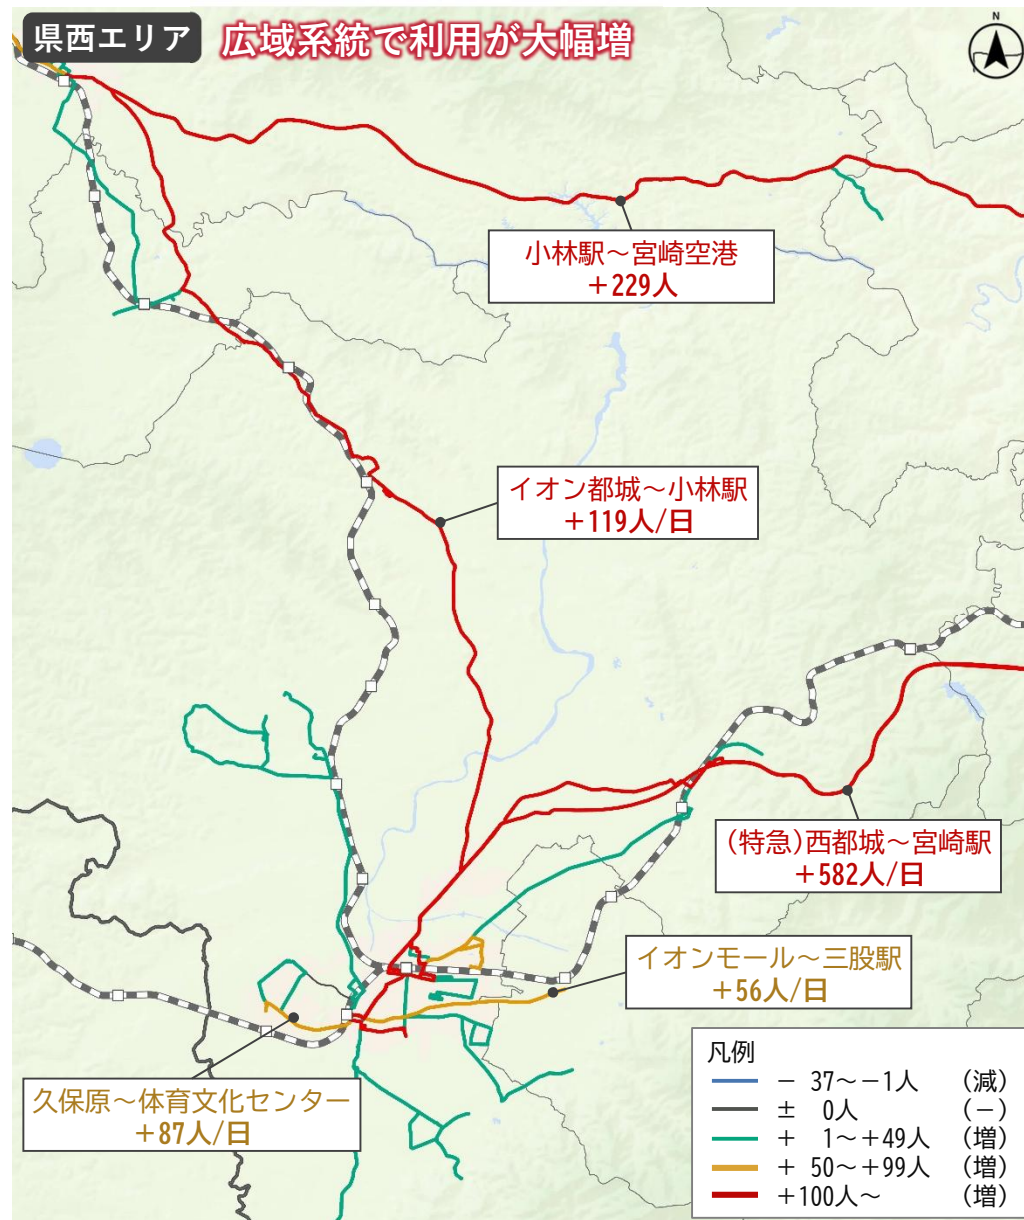 県西エリア 広域系統で利用が大幅増
N
小林駅～宮崎空港
+229人
イオン都城～小林駅
+119人/日
(特急)西都城～宮崎駅
+582人/日
イオンモール～三股駅
+56人/日
久保原～体育文化センター
+87人/日
凡例
－ 37～－1人 （減）
± 0人 （－）
＋ 1～＋49人 （増）
＋ 50～＋99人 （増）
+100人～ （増）